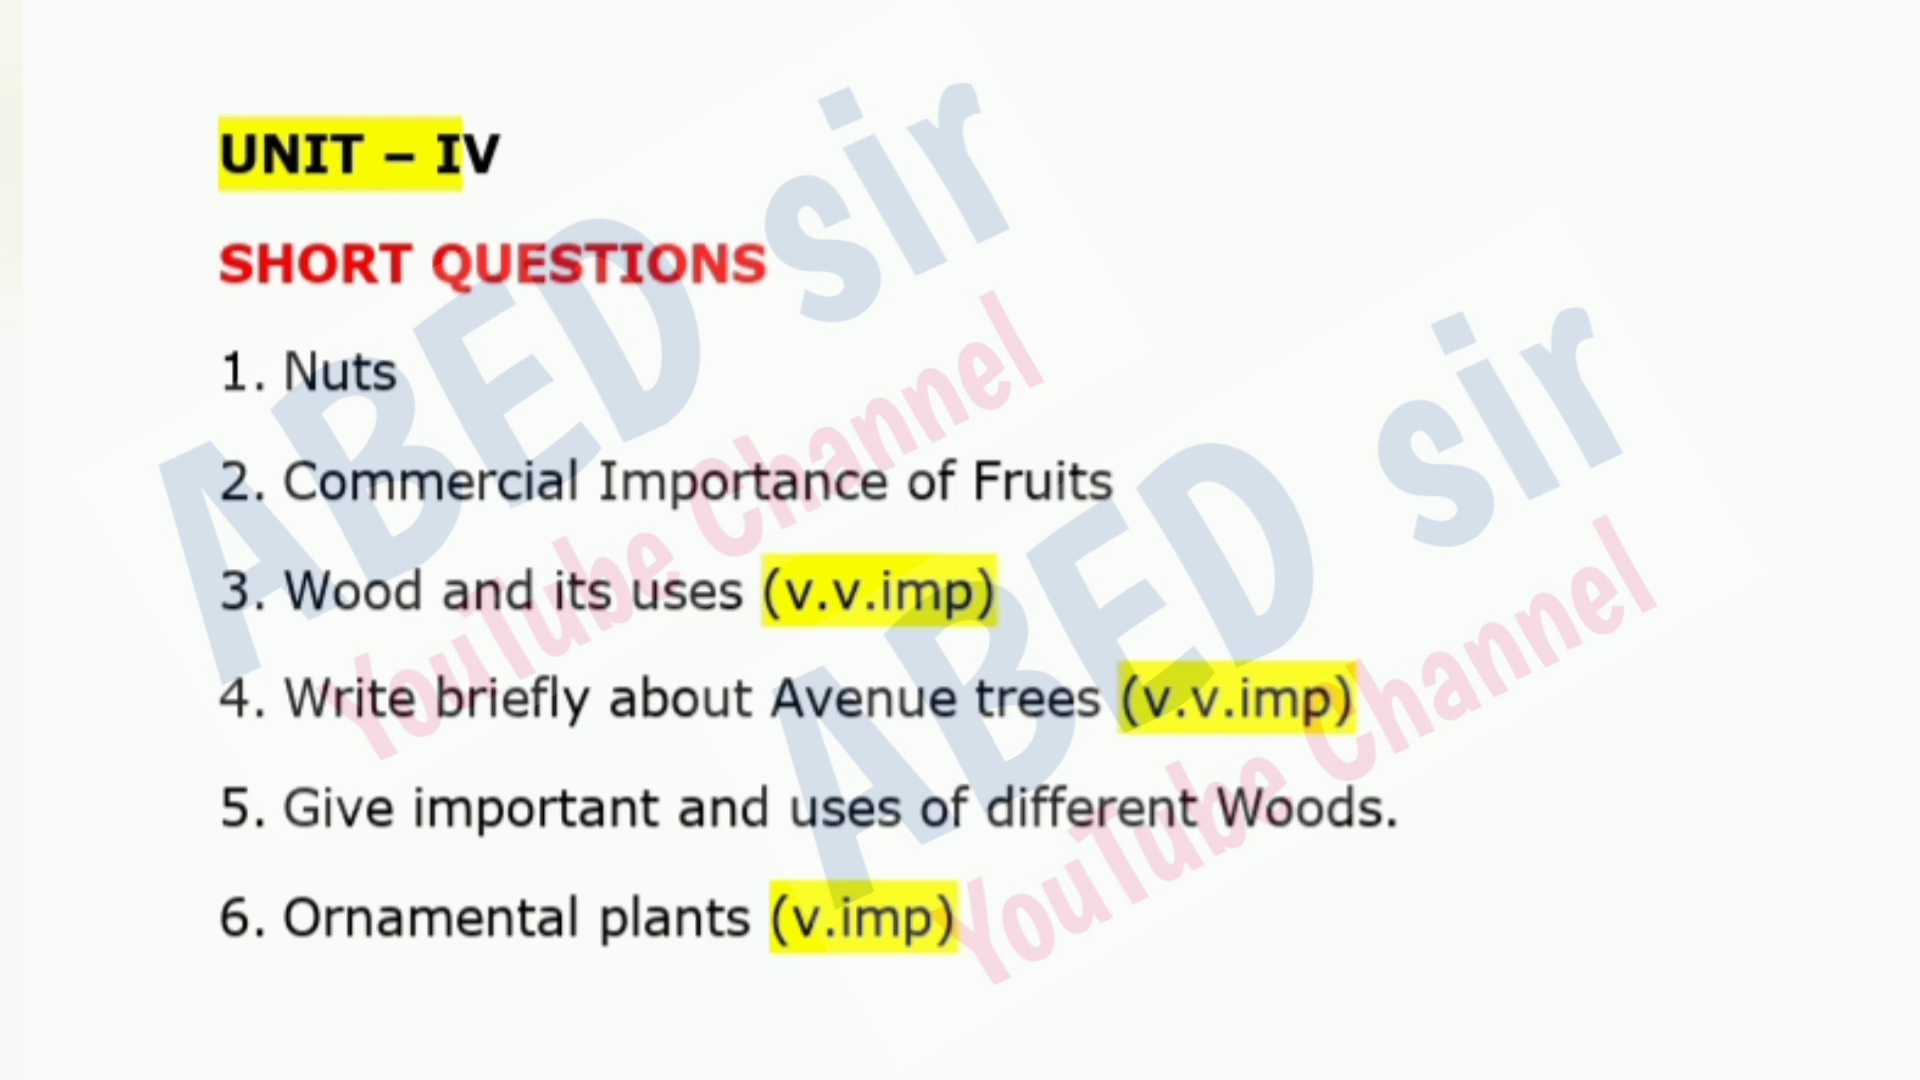 UNIT – IV
SHORT QUESTIONS
1. Nuts
2. Commercial Importance of Fruits
3. Wood and its uses (v.v.imp)
4. Write briefly about Avenue trees (v.v.imp)
5. Give important and uses of different Woods.
6. Ornamental plants (v.imp)
ABED sir
YouTube Channel
ABED sir
YouTube Channel